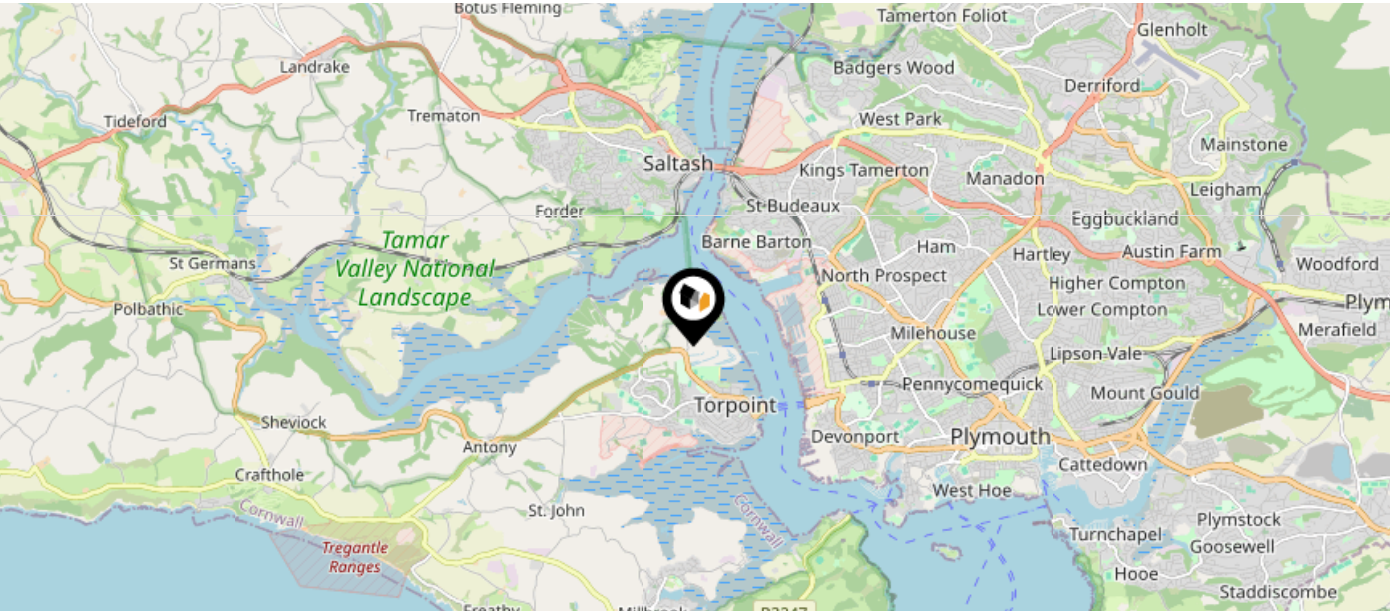 Botus Fleming
Tamerton Foliot
Glenholt
Landrake
Badgers Wood
Derriford
Tideford
Trematon
West Park
Mainstone
Saltash
Kings Tamerton
Manadon
Leigham
St Budeaux
Forder
Eggbuckland
Tamar
Valley National
Landscape
Barne Barton
Ham
Hartley
Austin Farm
St Germans
North Prospect
Woodford
Higher Compton
Polbathic
Lower Compton
Plym
Milehouse
Merafield
Lipson Vale
Pennycomequick
Mount Gould
Torpoint
Sheviock
Devonport
Plymouth
Antony
Cattedown
Crafthole
West Hoe
Cornwall
St. John
Cornwall
Plymstock
Turnchapel
Tregantle
Ranges
Goosewell
Hooe
Staddiscombe